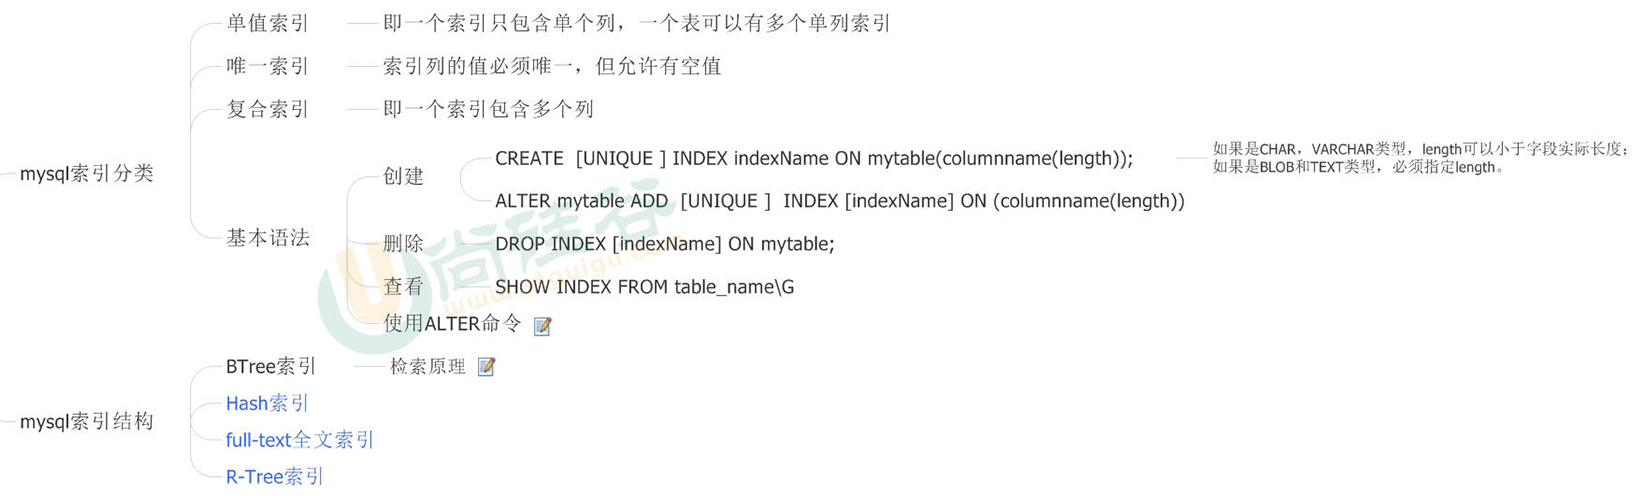 mysql索引分类
单值索引
即一个索引只包含单个列，一个表可以有多个单列索引
唯一索引
索引列的值必须唯一，但允许有空值
复合索引
即一个索引包含多个列
基本语法
创建
CREATE  [UNIQUE ] INDEX indexName ON mytable(columnname(length));
如果是CHAR，VARCHAR类型，length可以小于字段实际长度；
如果是BLOB和TEXT类型，必须指定length。
ALTER mytable ADD  [UNIQUE ]  INDEX [indexName] ON (columnname(length))
删除
DROP INDEX [indexName] ON mytable;
查看
SHOW INDEX FROM table_name\G
使用ALTER命令
尚硅谷
www.atguigu.com
mysql索引结构
BTree索引
检索原理
Hash索引
full-text全文索引
R-Tree索引